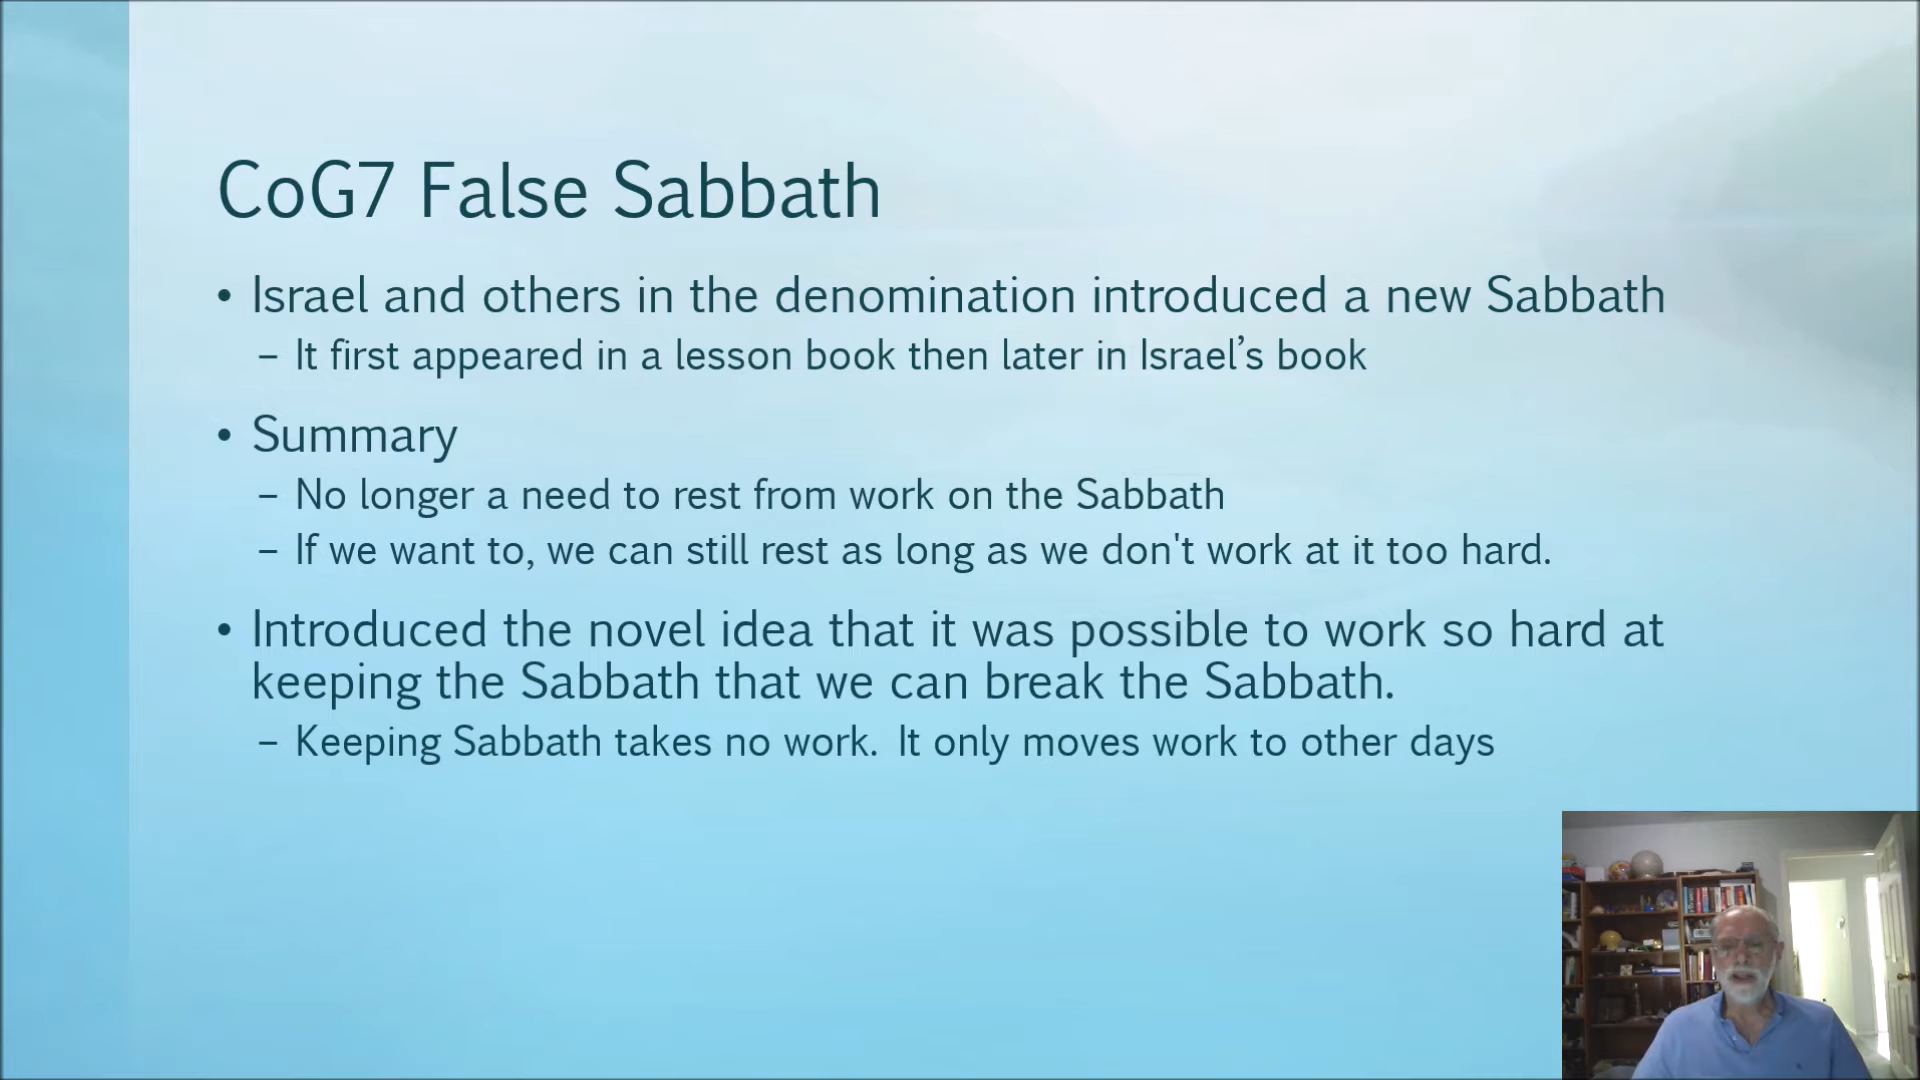 CoG7 False Sabbath
• Israel and others in the denomination introduced a new Sabbath
– It first appeared in a lesson book then later in Israel’s book
• Summary
– No longer a need to rest from work on the Sabbath
– If we want to, we can still rest as long as we don't work at it too hard.
• Introduced the novel idea that it was possible to work so hard at
keeping the Sabbath that we can break the Sabbath.
– Keeping Sabbath takes no work. It only moves work to other days